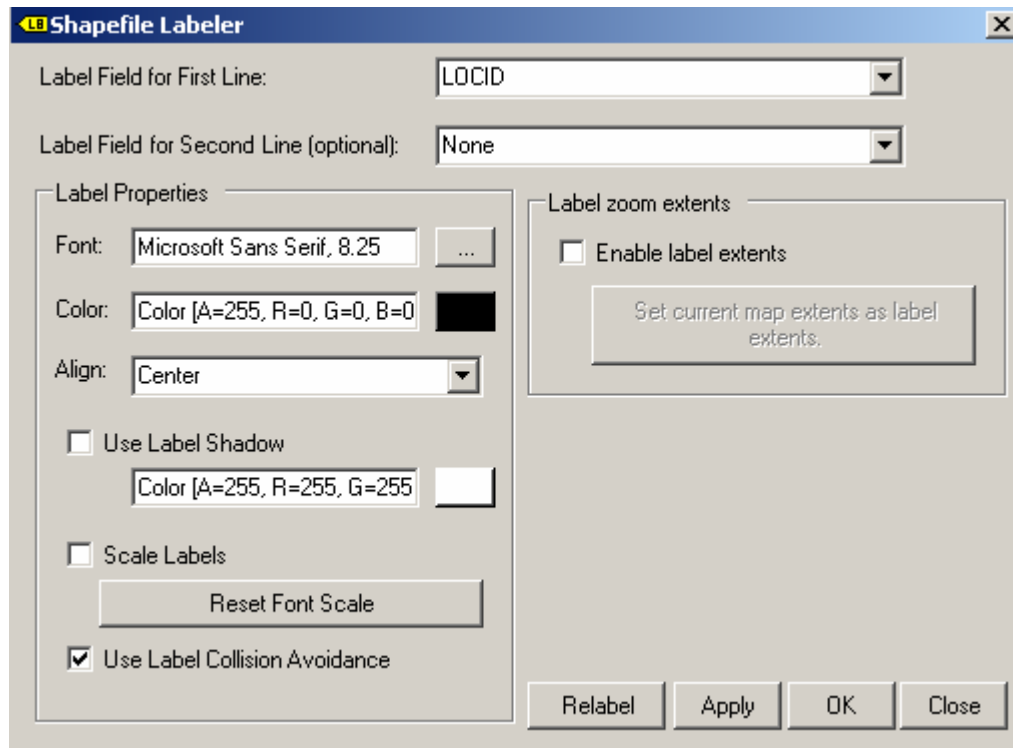 LB Shapefile Labeler
Label Field for First Line: LOCID
Label Field for Second Line (optional): None
Label Properties
Font: Microsoft Sans Serif, 8.25 ...
Color: Color [A=255, R=0, G=0, B=0
Align: Center
Use Label Shadow
Color [A=255, R=255, G=255
Scale Labels
Reset Font Scale
Use Label Collision Avoidance
Label zoom extents
Enable label extents
Set current map extents as label
extents.
Relabel Apply OK Close